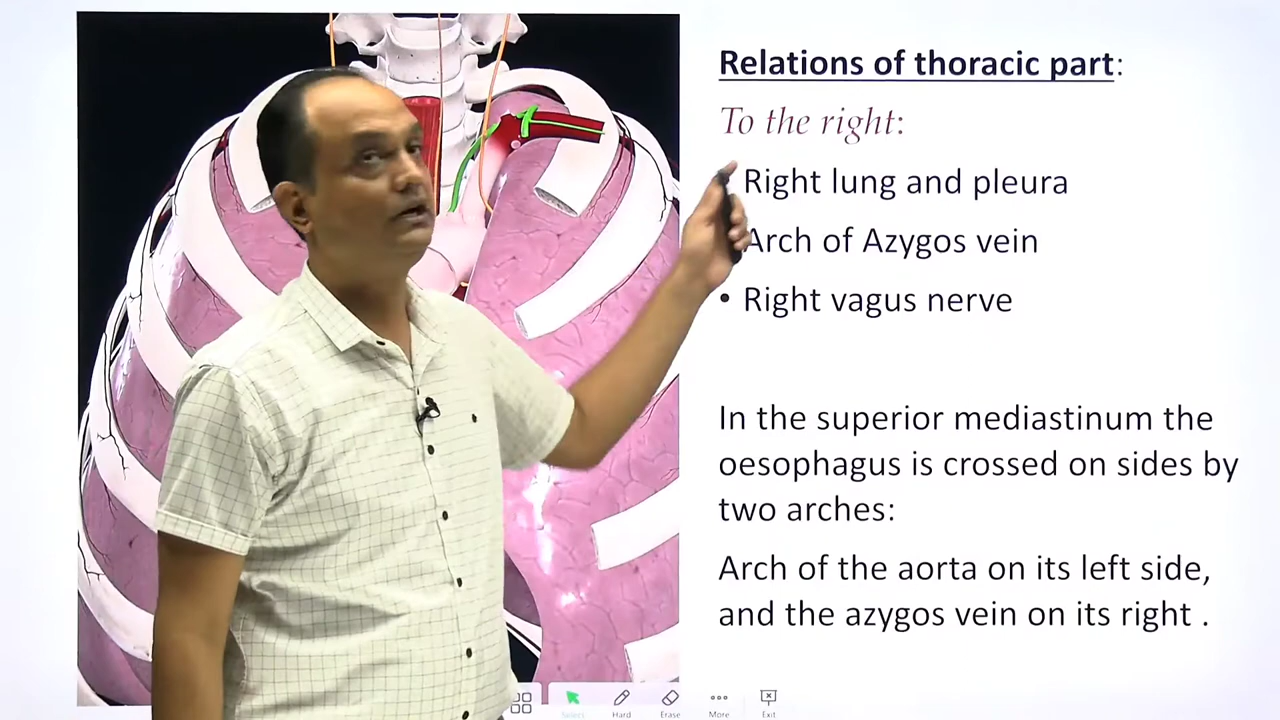 Relations of thoracic part:
To the right:
Right lung and pleura
Arch of Azygos vein
• Right vagus nerve
In the superior mediastinum the
oesophagus is crossed on sides by
two arches:
Arch of the aorta on its left side,
and the azygos vein on its right .
Select
Hard
Erase
More
Exit